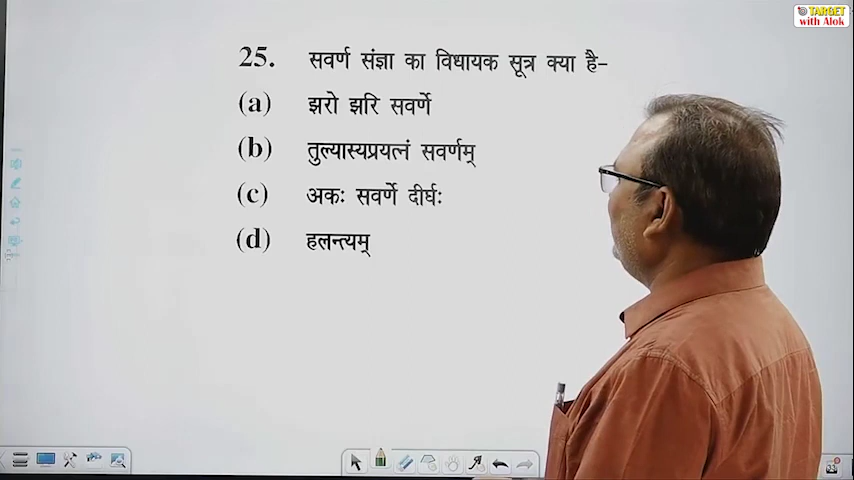 TARGET
with Alok
25. सवर्ण संज्ञा का विधायक सूत्र क्या है-
(a) झरो झरि सवर्णे
(b) तुल्यास्यप्रयत्नं सवर्णम्
(c) अकः सवर्णे दीर्घः
(d) हलन्त्यम्